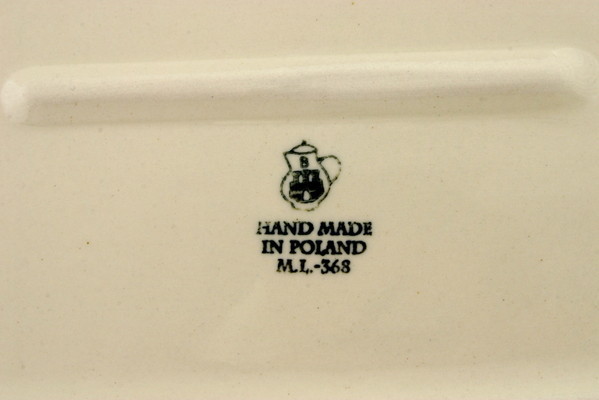 B
HAND MADE
IN POLAND
M.L.-368